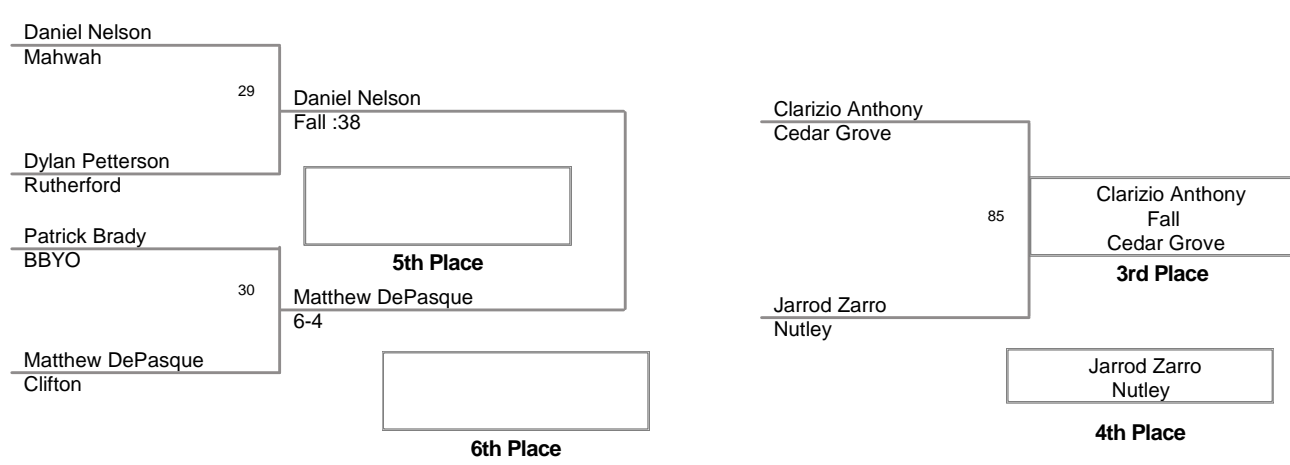 Daniel Nelson
Mahwah
29
Daniel Nelson
Fall :38
Dylan Petterson
Rutherford
Patrick Brady
BBYO
5th Place
30
Matthew DePasque
6-4
Matthew DePasque
Clifton
6th Place
Clarizio Anthony
Cedar Grove
85
Clarizio Anthony
Fall
Cedar Grove
3rd Place
Jarrod Zarro
Nutley
Jarrod Zarro
Nutley
4th Place